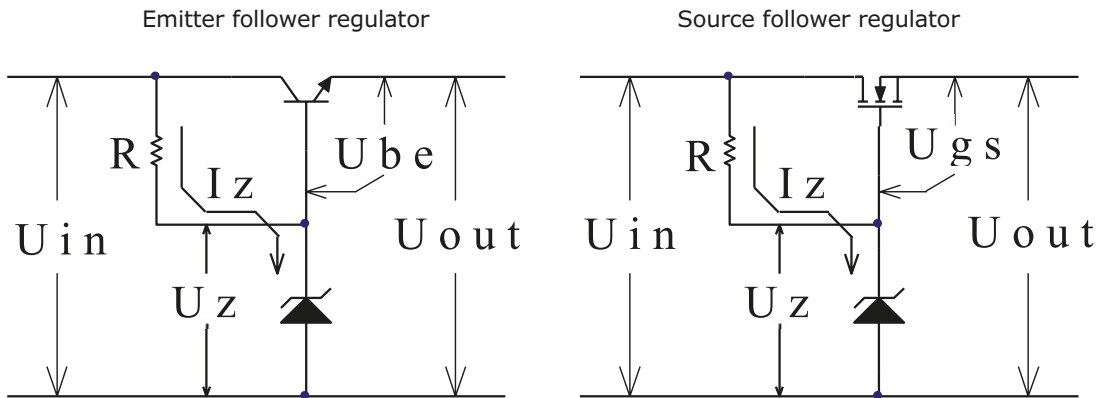 Emitter follower regulator
Uin
R
Iz
Uz
Ube
Uout
Source follower regulator
Uin
R
Iz
Uz
Ugs
Uout